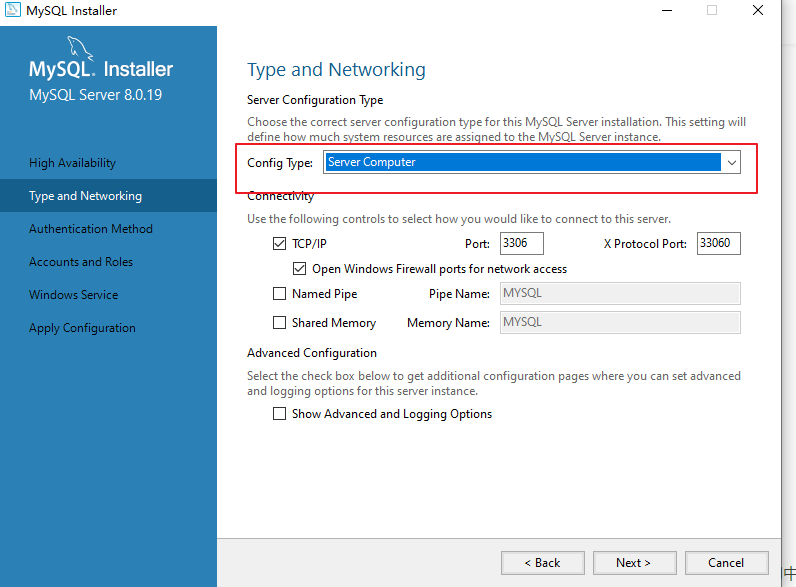 MySQL Installer
MySQL. Installer
MySQL Server 8.0.19
High Availability
Type and Networking
Authentication Method
Accounts and Roles
Windows Service
Apply Configuration
Type and Networking
Server Configuration Type
Choose the correct server configuration type for this MySQL Server installation. This setting will
define how much system resources are assigned to the MySQL Server instance.
Config Type: Server Computer
Connectivity
Use the following controls to select how you would like to connect to this server.
TCP/IP Port: 3306 X Protocol Port: 33060
Open Windows Firewall ports for network access
Named Pipe Pipe Name: MYSQL
Shared Memory Memory Name: MYSQL
Advanced Configuration
Select the check box below to get additional configuration pages where you can set advanced
and logging options for this server instance.
Show Advanced and Logging Options
< Back Next > Cancel